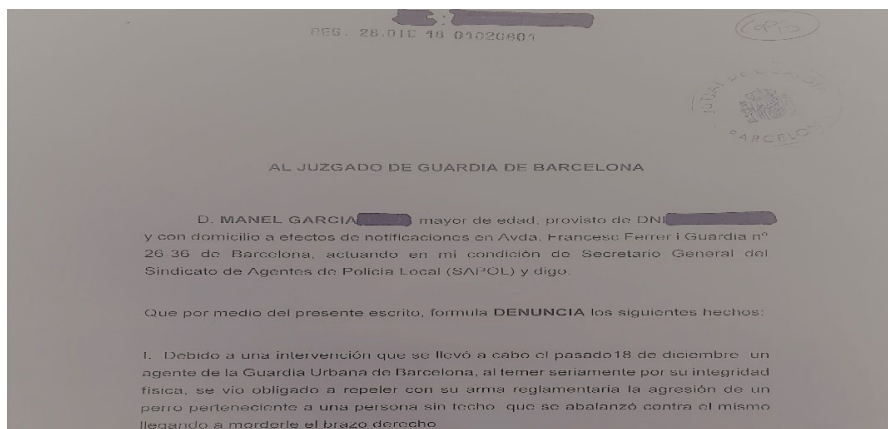 REG. 28.DIC 18 01020601
COPIA
JUZGADO DE GUARDIA
BARCELONA
AL JUZGADO DE GUARDIA DE BARCELONA
D. MANEL GARCIA mayor de edad, provisto de DNI
y con domicilio a efectos de notificaciones en Avda. Francesc Ferrer i Guardia nº
26-36 de Barcelona, actuando en mi condición de Secretario General del
Sindicato de Agentes de Policía Local (SAPOL) y digo.
Que por medio del presente escrito, formula DENUNCIA los siguientes hechos:
I. Debido a una intervención que se llevó a cabo el pasado18 de diciembre un
agente de la Guardia Urbana de Barcelona, al temer seriamente por su integridad
física, se vio obligado a repeler con su arma reglamentaria la agresión de un
perro perteneciente a una persona sin techo que se abalanzó contra el mismo
llegando a morderle el brazo derecho